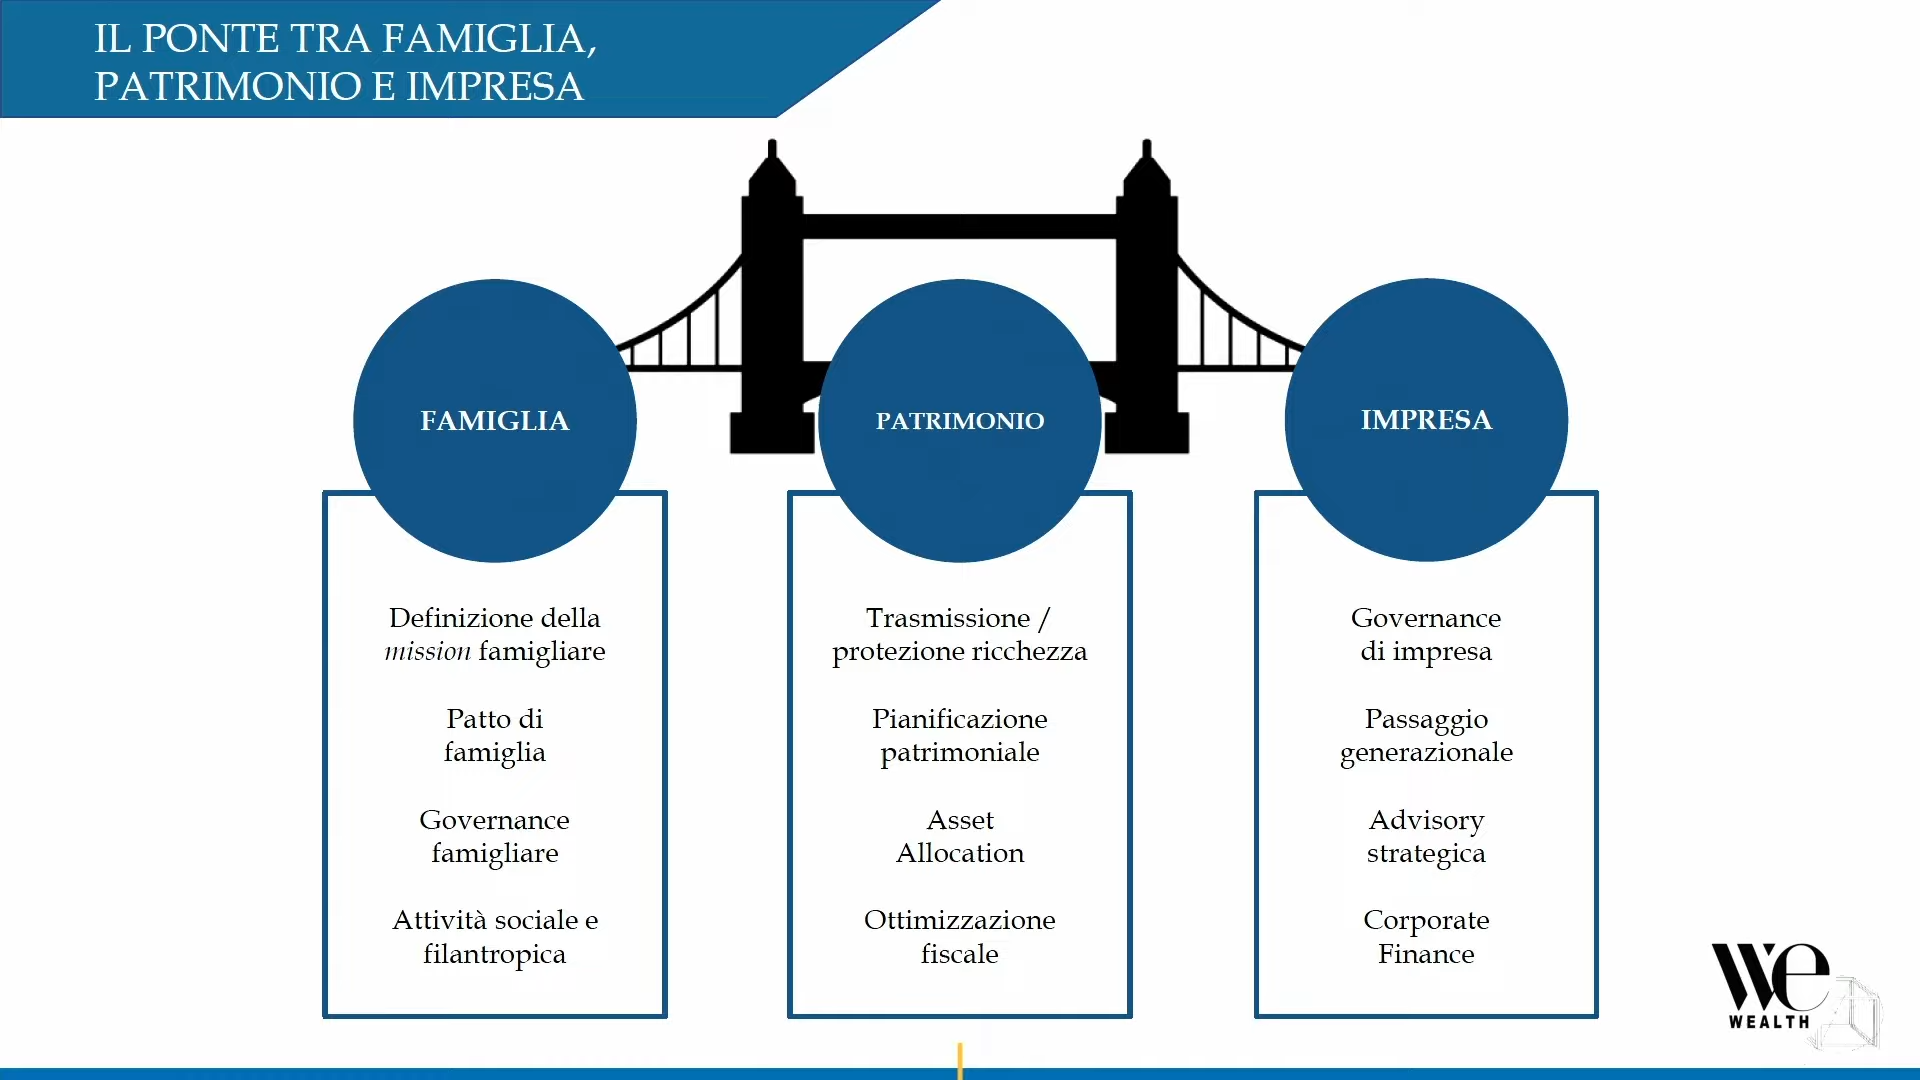 IL PONTE TRA FAMIGLIA,
PATRIMONIO E IMPRESA
FAMIGLIA
Definizione della
mission famigliare
Patto di
famiglia
Governance
famigliare
Attività sociale e
filantropica
PATRIMONIO
Trasmissione /
protezione ricchezza
Pianificazione
patrimoniale
Asset
Allocation
Ottimizzazione
fiscale
IMPRESA
Governance
di impresa
Passaggio
generazionale
Advisory
strategica
Corporate
Finance
We
WEALTH